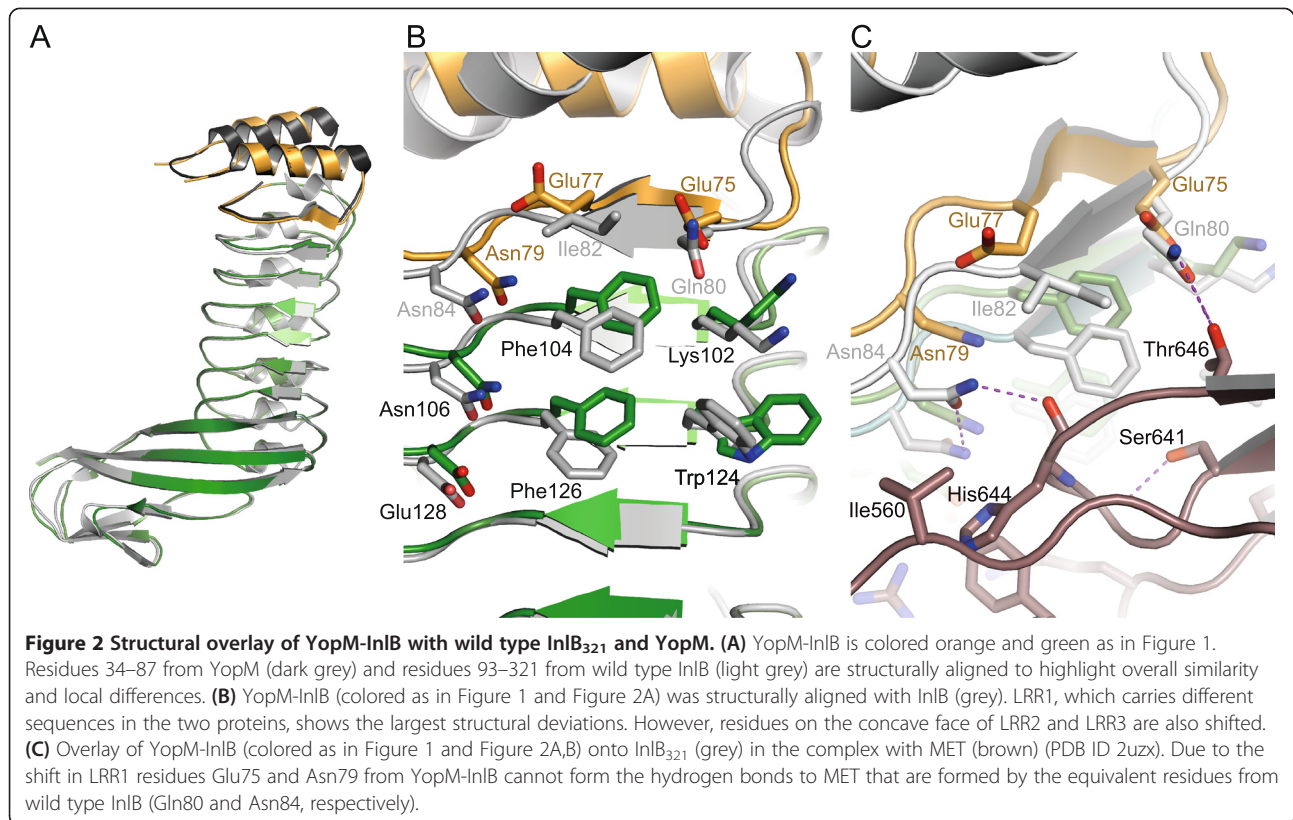 A
B
C
Glu77
Glu75
Ile82
Asn79
Gln80
Asn84
Phe104
Lys102
Asn106
Phe126
Trp124
Glu128
Glu75
Glu77
Gln80
Ile82
Asn84
Asn79
Thr646
Ser641
His644
Ile560
Figure 2 Structural overlay of YopM-InlB with wild type InlB321 and YopM. (A) YopM-InlB is colored orange and green as in Figure 1.
Residues 34–87 from YopM (dark grey) and residues 93–321 from wild type InlB (light grey) are structurally aligned to highlight overall similarity
and local differences. (B) YopM-InlB (colored as in Figure 1 and Figure 2A) was structurally aligned with InlB (grey). LRR1, which carries different
sequences in the two proteins, shows the largest structural deviations. However, residues on the concave face of LRR2 and LRR3 are also shifted.
(C) Overlay of YopM-InlB (colored as in Figure 1 and Figure 2A,B) onto InlB321 (grey) in the complex with MET (brown) (PDB ID 2uzx). Due to the
shift in LRR1 residues Glu75 and Asn79 from YopM-InlB cannot form the hydrogen bonds to MET that are formed by the equivalent residues from
wild type InlB (Gln80 and Asn84, respectively).